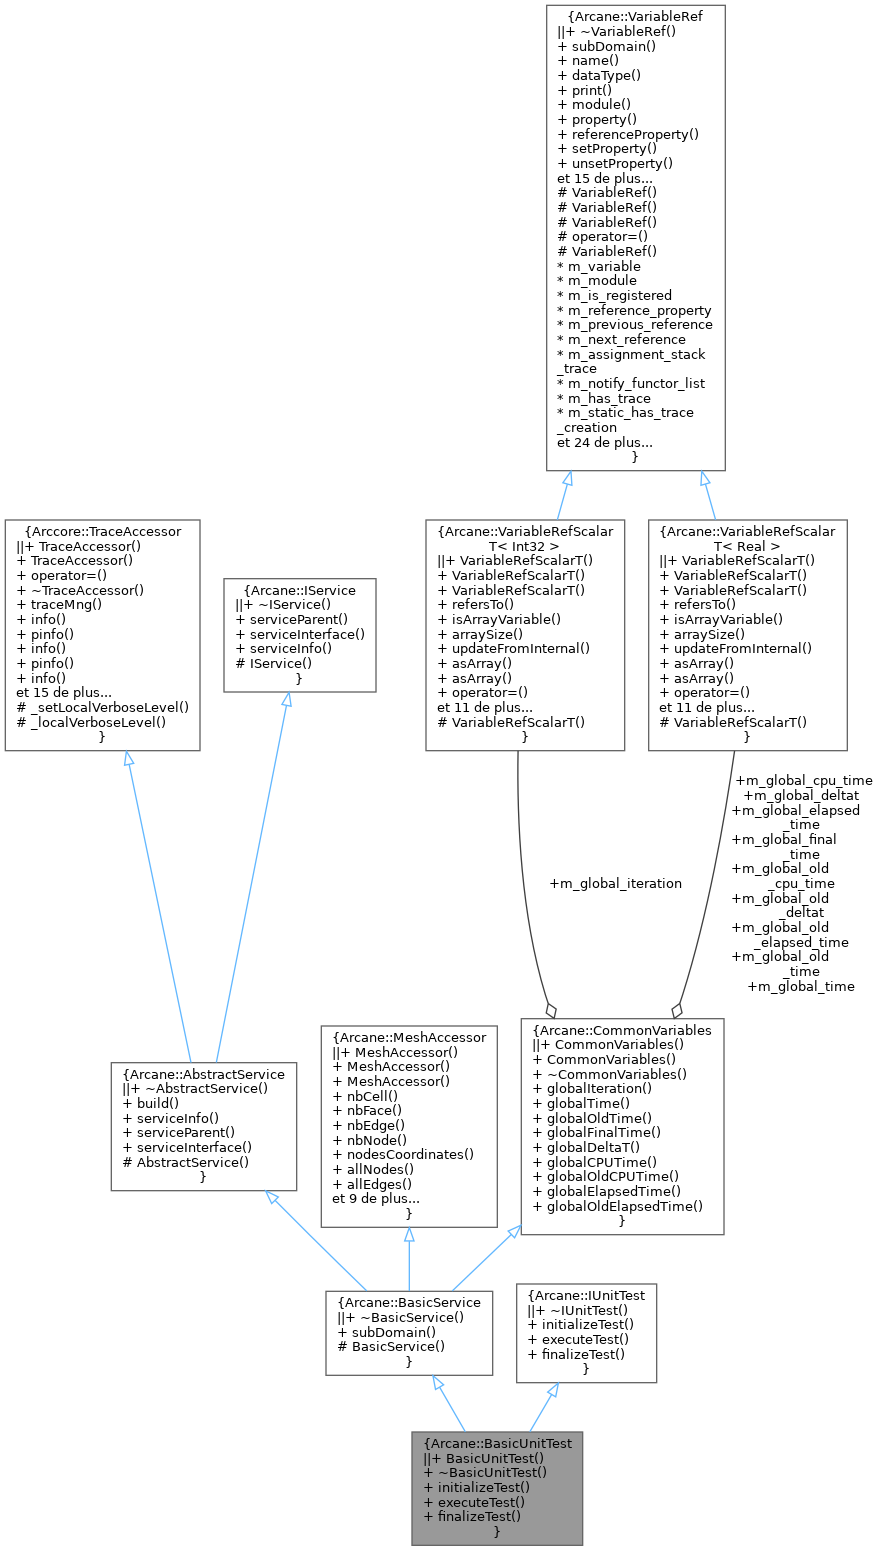 {Arcane::VariableRef
||+ ~VariableRef()
+ subDomain()
+ name()
+ dataType()
+ print()
+ module()
+ property()
+ referenceProperty()
+ setProperty()
+ unsetProperty()
et 15 de plus...
# VariableRef()
# VariableRef()
# VariableRef()
# operator=()
# VariableRef()
* m_variable
* m_module
* m_is_registered
* m_reference_property
* m_previous_reference
* m_next_reference
* m_assignment_stack
_trace
* m_notify_functor_list
* m_has_trace
* m_static_has_trace
_creation
et 24 de plus...
}
{Arccore::TraceAccessor
||+ TraceAccessor()
+ TraceAccessor()
+ operator=()
+ ~TraceAccessor()
+ traceMng()
+ info()
+ pinfo()
+ info()
+ pinfo()
+ info()
et 15 de plus...
# _setLocalVerboseLevel()
# _localVerboseLevel()
}
{Arcane::IService
||+ ~IService()
+ serviceParent()
+ serviceInterface()
+ serviceInfo()
# IService()
}
{Arcane::VariableRefScalar
T< Int32 >
||+ VariableRefScalarT()
+ VariableRefScalarT()
+ VariableRefScalarT()
+ refersTo()
+ isArrayVariable()
+ arraySize()
+ updateFromInternal()
+ asArray()
+ asArray()
+ operator=()
et 11 de plus...
# VariableRefScalarT()
}
{Arcane::VariableRefScalar
T< Real >
||+ VariableRefScalarT()
+ VariableRefScalarT()
+ VariableRefScalarT()
+ refersTo()
+ isArrayVariable()
+ arraySize()
+ updateFromInternal()
+ asArray()
+ asArray()
+ operator=()
et 11 de plus...
# VariableRefScalarT()
}
+m_global_iteration
+m_global_cpu_time
+m_global_deltat
+m_global_elapsed
_time
+m_global_final
_time
+m_global_old
_cpu_time
+m_global_old
_deltat
+m_global_old
_elapsed_time
+m_global_old
_time
+m_global_time
{Arcane::AbstractService
||+ ~AbstractService()
+ build()
+ serviceInfo()
+ serviceParent()
+ serviceInterface()
# AbstractService()
}
{Arcane::MeshAccessor
||+ MeshAccessor()
+ MeshAccessor()
+ MeshAccessor()
+ nbCell()
+ nbFace()
+ nbEdge()
+ nbNode()
+ nodesCoordinates()
+ allNodes()
+ allEdges()
et 9 de plus...
}
{Arcane::CommonVariables
||+ CommonVariables()
+ CommonVariables()
+ ~CommonVariables()
+ globalIteration()
+ globalTime()
+ globalOldTime()
+ globalFinalTime()
+ globalDeltaT()
+ globalCPUTime()
+ globalOldCPUTime()
+ globalElapsedTime()
+ globalOldElapsedTime()
}
{Arcane::BasicService
||+ ~BasicService()
+ subDomain()
# BasicService()
}
{Arcane::IUnitTest
||+ ~IUnitTest()
+ initializeTest()
+ executeTest()
+ finalizeTest()
}
{Arcane::BasicUnitTest
||+ BasicUnitTest()
+ ~BasicUnitTest()
+ initializeTest()
+ executeTest()
+ finalizeTest()
}